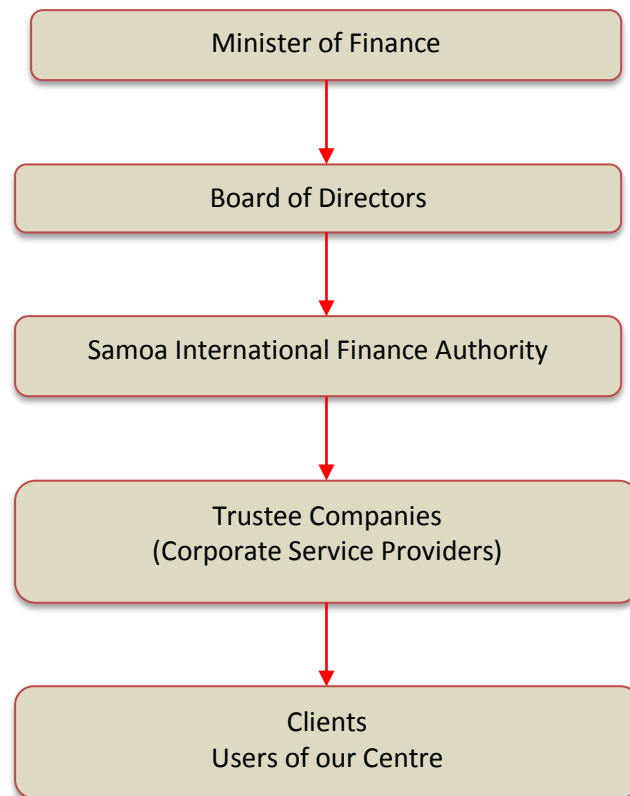 Minister of Finance
Board of Directors
Samoa International Finance Authority
Trustee Companies
(Corporate Service Providers)
Clients
Users of our Centre